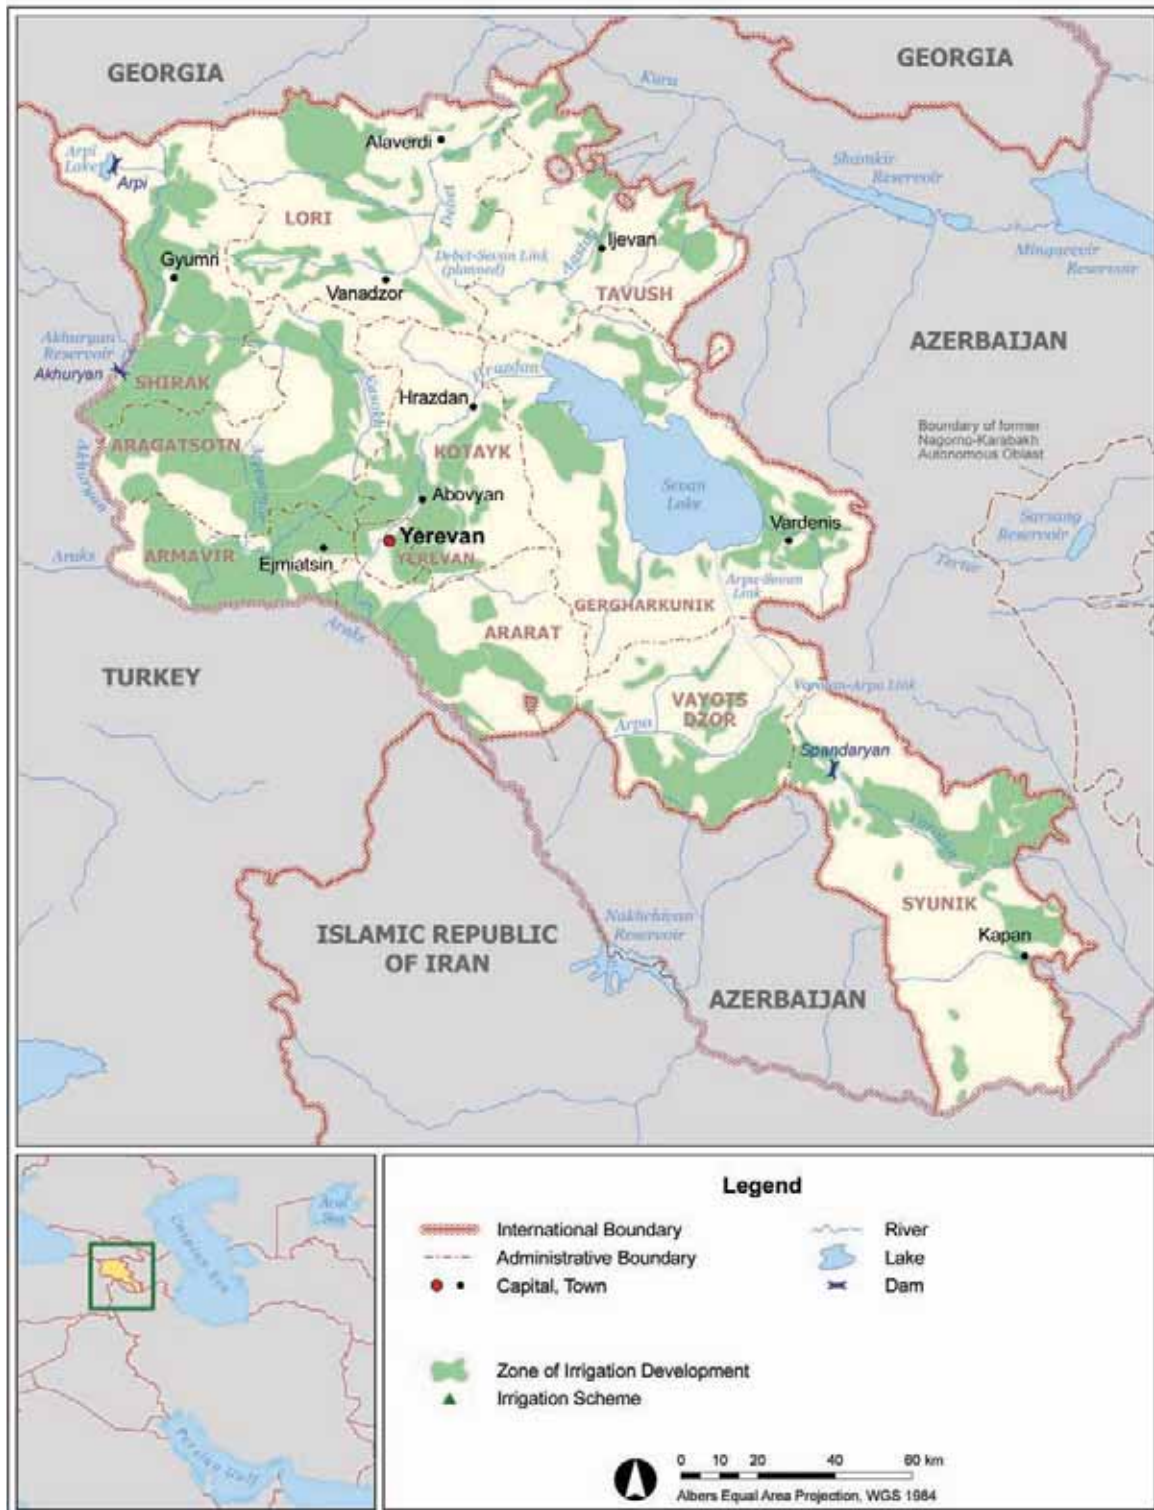 GEORGIA
GEORGIA
Kura
Alaverdi
Arpi
Lake
Arpi
Shamkir
Reservoir
Debet
LORI
Ijevan
Agstev
Debet-Sevan Link
(planned)
Mingacevir
Reservoir
Gyumri
Vanadzor
TAVUSH
Akhuryan
Reservoir
Akhuryan
AZERBAIJAN
SHIRAK
Kasakh
Hrazdan
Hrazdan
Boundary of former
Nagorno-Karabakh
Autonomous Oblast
ARAGATSOTN
KOTAYK
Akhuryan
Abovyan
Sevan
Lake
Sarsang
Reservoir
Vardenis
Yerevan
YEREVAN
ARMAVIR
Ejmiatsin
Araks
Tertar
Arpa-Sevan
Link
GERGHARKUNIK
Araks
ARARAT
TURKEY
Vorotan-Arpa Link
VAYOTS
DZOR
Arpa
Spandaryan
Vorotan
SYUNIK
Nakhchivan
Reservoir
Kapan
ISLAMIC REPUBLIC
OF IRAN
AZERBAIJAN
Aral
Sea
Caspian Sea
Persian Gulf
Legend
International Boundary
Administrative Boundary
Capital, Town
River
Lake
Dam
Zone of Irrigation Development
Irrigation Scheme
0 10 20 40 60 km
Albers Equal Area Projection, WGS 1984